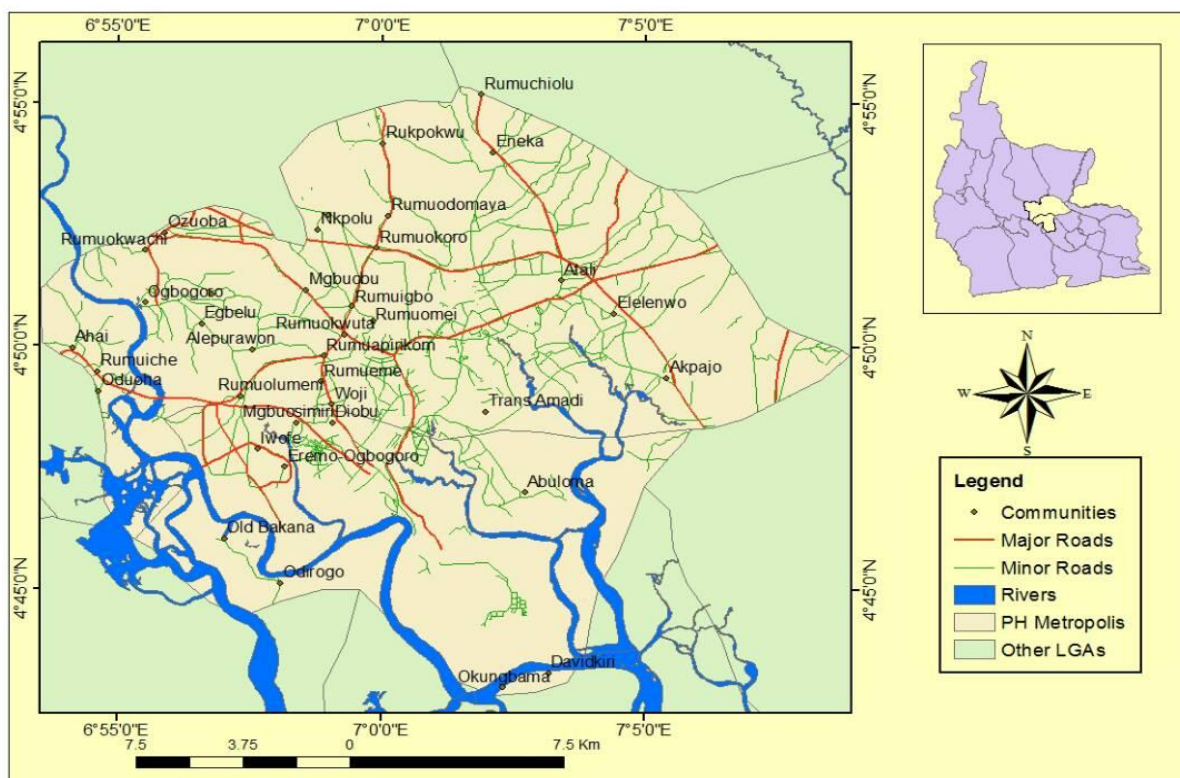 6°55'0"E
7°0'0"E
7°5'0"E
4°55'0"N
4°55'0"N
Rumuchiolu
Rukpokwu
Eneka
Rumuodomaya
Nkpolu
Ozuoba
Rumuokwachi
Rumuokoro
Mgbuobu
Atali
Ogbogoro
Rumuigbo
Elelenwo
Egbelu
Rumuomei
Rumuokwuta
Ahai
Alepurawon
4°50'0"N
4°50'0"N
Rumuapirikom
Rumuiche
Rumueme
Akpajo
Oduoha
Rumuolumeni
Woji
Trans Amadi
Mgbuosimiri
Diobu
Iwofe
Eremo-Ogbogoro
Abuloma
Old Bakana
Odirogo
4°45'0"N
4°45'0"N
Davidkiri
Okungbama
6°55'0"E
7°0'0"E
7°5'0"E
7.5
3.75
0
7.5 Km
N
W
E
S
Legend
Communities
Major Roads
Minor Roads
Rivers
PH Metropolis
Other LGAs